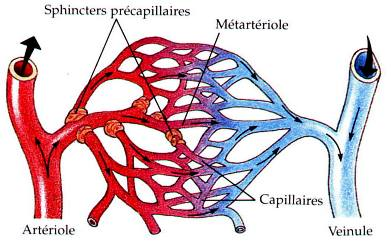 Sphincters précapillaires
Métartériole
Capillaires
Artériole
Veinule